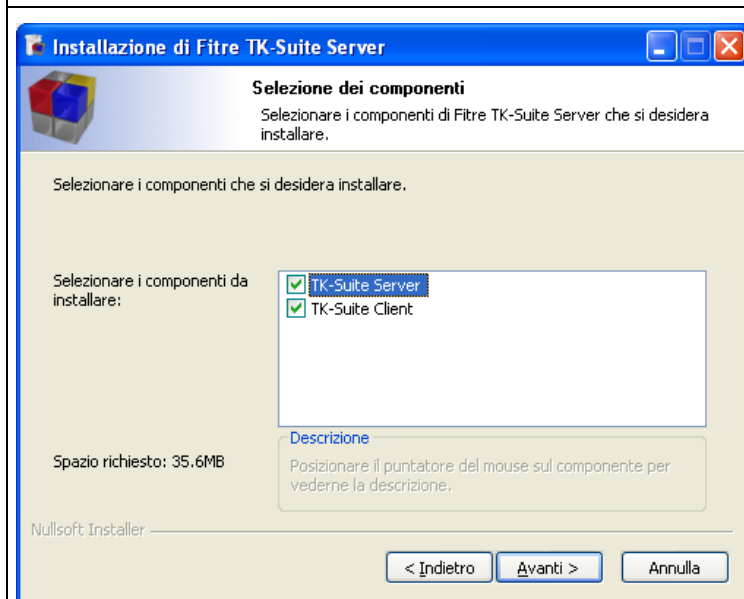 Installazione di Fitre TK-Suite Server
Selezione dei componenti
Selezionare i componenti di Fitre TK-Suite Server che si desidera
installare.
Selezionare i componenti che si desidera installare.
Selezionare i componenti da
installare:
TK-Suite Server
TK-Suite Client
Descrizione
Spazio richiesto: 35.6MB
Posizionare il puntatore del mouse sul componente per
vederne la descrizione.
Nullsoft Installer
< Indietro
Avanti >
Annulla